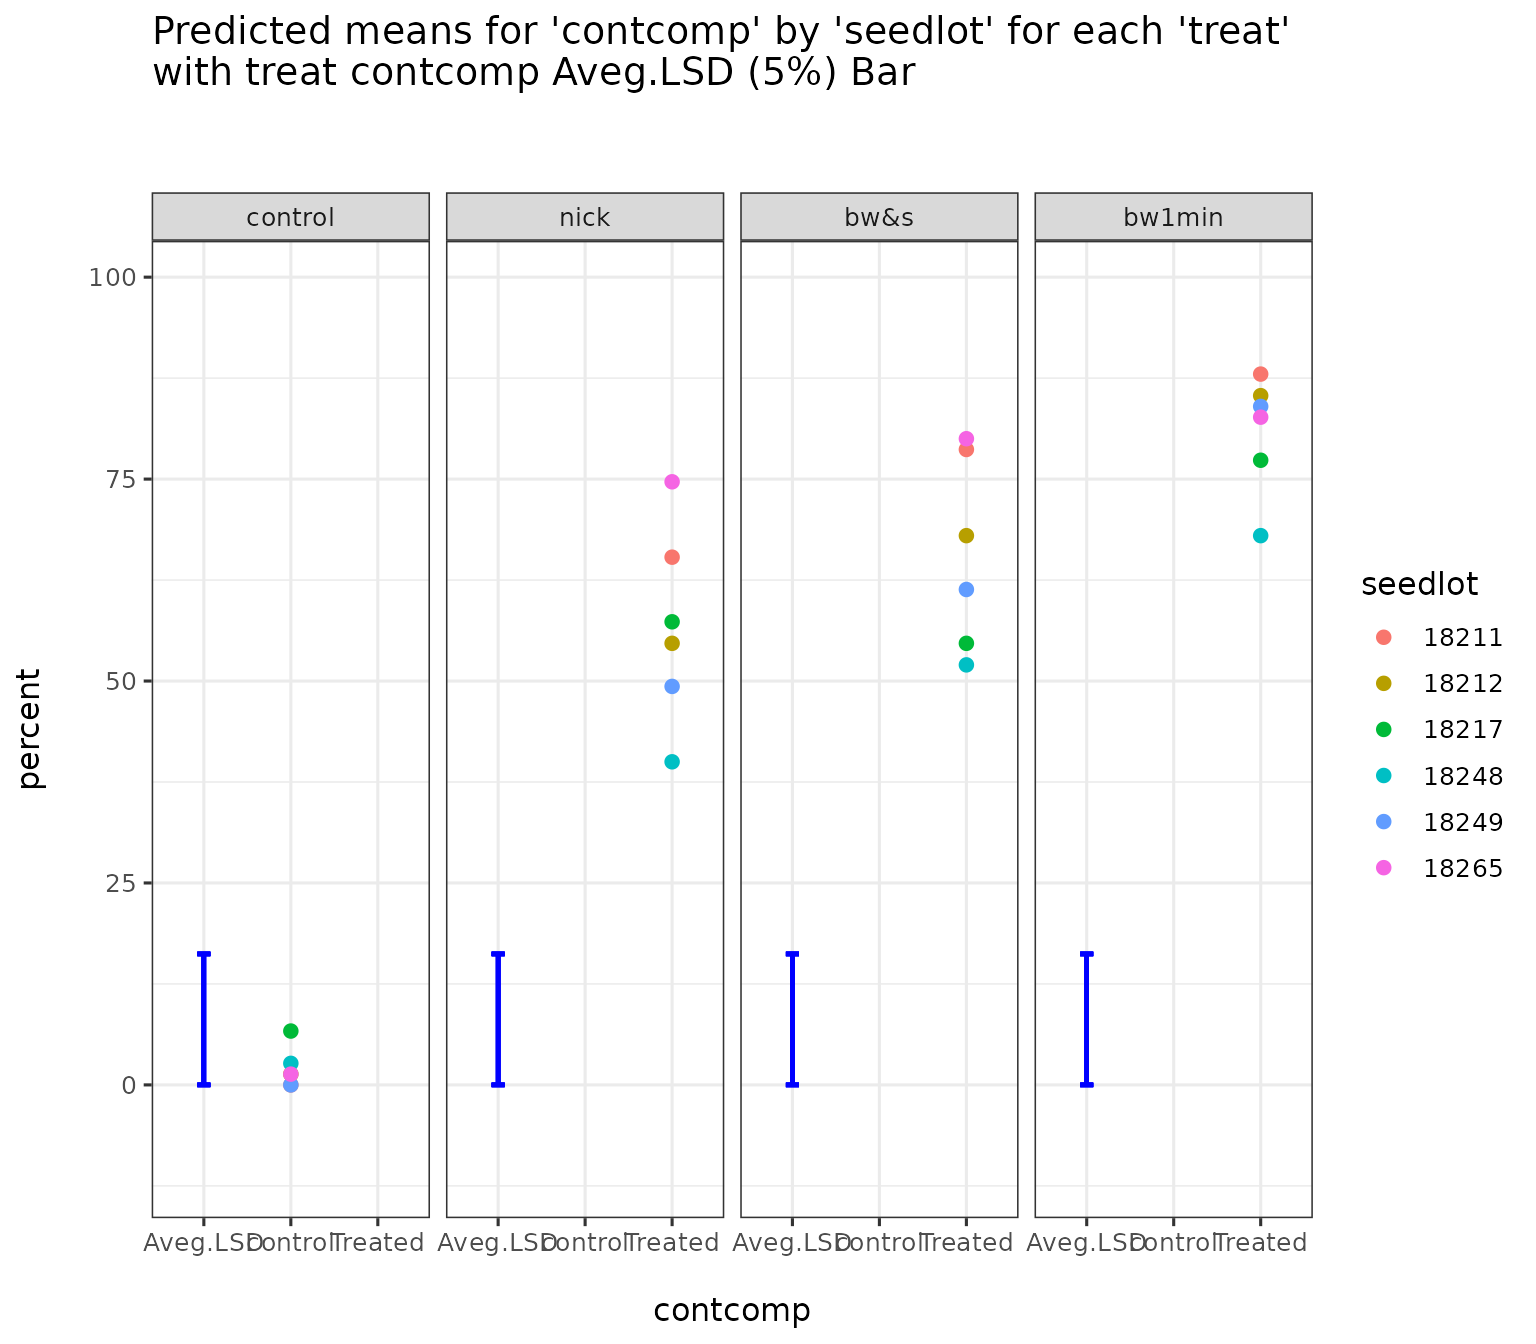 Predicted means for 'contcomp' by 'seedlot' for each 'treat'
with treat contcomp Aveg.LSD (5%) Bar
control nick bw&s bw1min
100
75
50
25
0
percent
Aveg.LSD Control Treated Aveg.LSD Control Treated Aveg.LSD Control Treated Aveg.LSD Control Treated
contcomp
seedlot
18211
18212
18217
18248
18249
18265